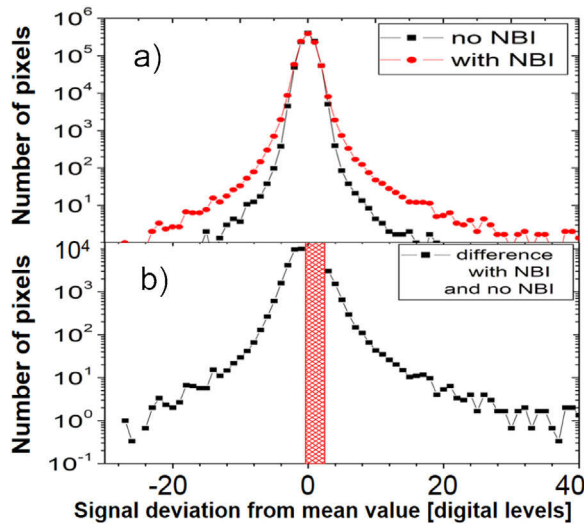 a)
no NBI
with NBI
Number of pixels
10^6
10^5
10^4
10^3
10^2
10^1
b)
difference
with NBI
and no NBI
Number of pixels
10^4
10^3
10^2
10^1
10^0
10^-1
-20 0 20 40
Signal deviation from mean value [digital levels]